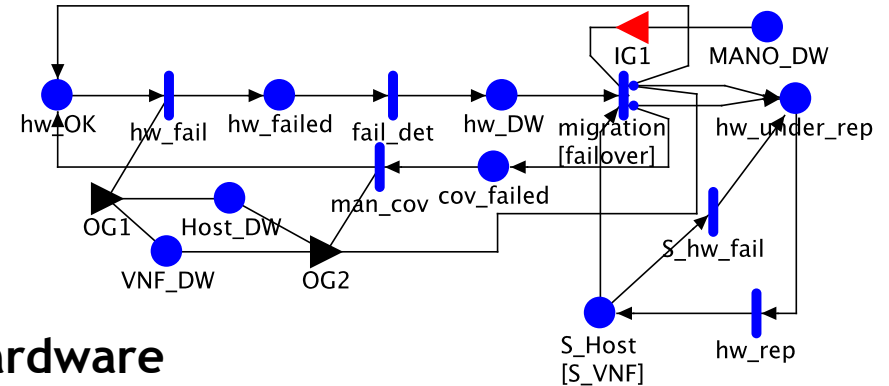 IG1
MANO_DW
hw_OK
hw_fail
hw_failed
fail_det
hw_DW
migration
[failover]
hw_under_rep
man_cov
cov_failed
OG1
Host_DW
S_hw_fail
VNF_DW
OG2
S_Host
[S_VNF]
hw_rep
ardware